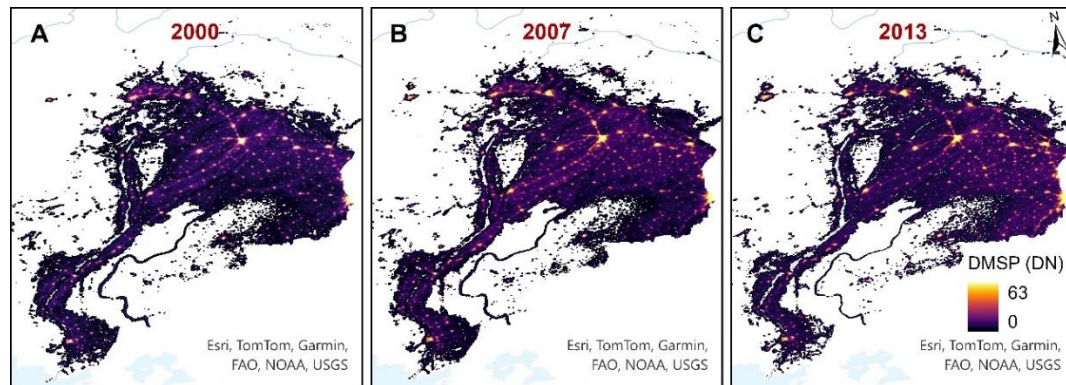 A
2000
Esri, TomTom, Garmin,
FAO, NOAA, USGS
B
2007
Esri, TomTom, Garmin,
FAO, NOAA, USGS
C
2013
N
DMSP (DN)
63
0
Esri, TomTom, Garmin,
FAO, NOAA, USGS